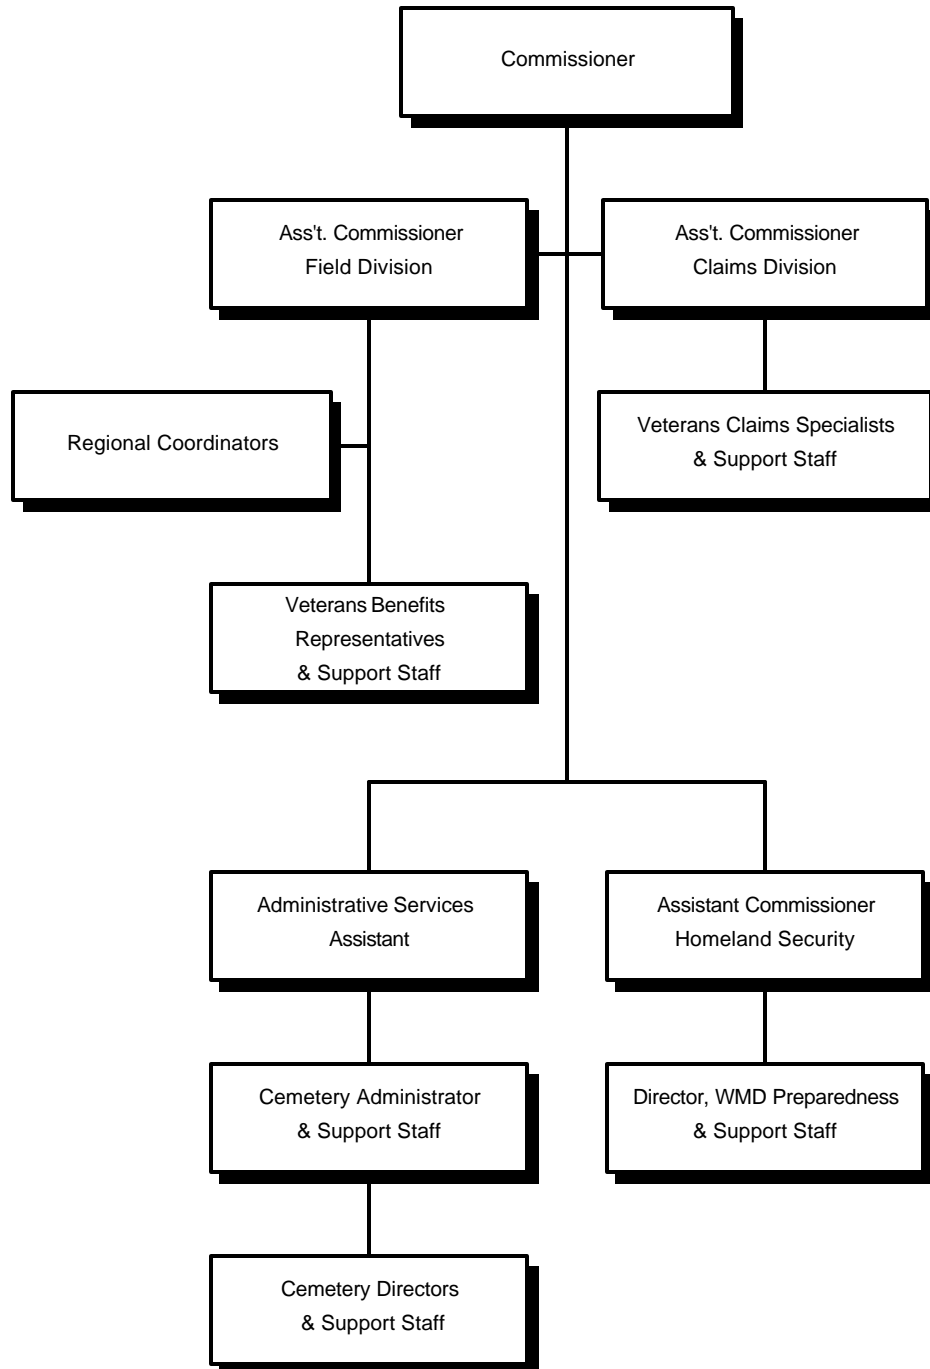 Commissioner
Ass't. Commissioner
Field Division
Ass't. Commissioner
Claims Division
Regional Coordinators
Veterans Claims Specialists
& Support Staff
Veterans Benefits
Representatives
& Support Staff
Administrative Services
Assistant
Assistant Commissioner
Homeland Security
Cemetery Administrator
& Support Staff
Director, WMD Preparedness
& Support Staff
Cemetery Directors
& Support Staff